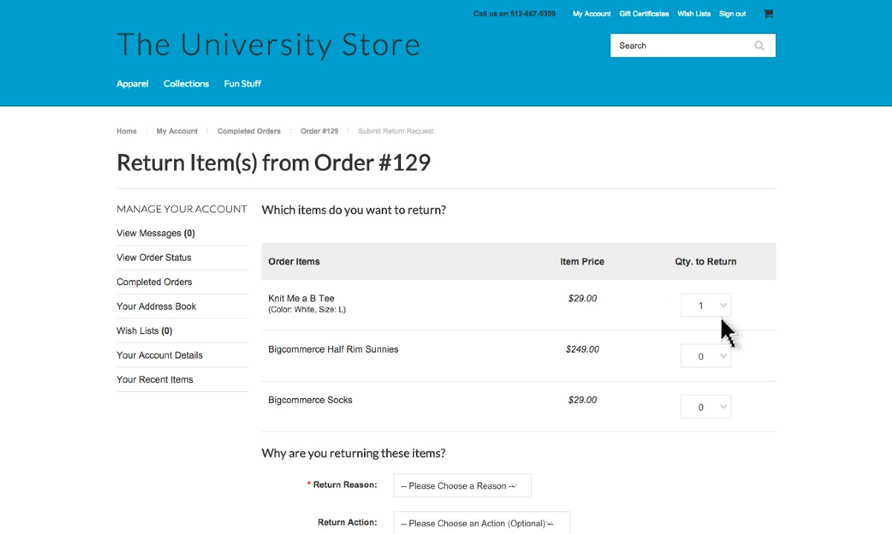 Call us on 512-867-5309 My Account Gift Certificates Wish Lists Sign out
The University Store
Search
Apparel Collections Fun Stuff
Home My Account Completed Orders Order #129 Submit Return Request
Return Item(s) from Order #129
MANAGE YOUR ACCOUNT
View Messages (0)
View Order Status
Completed Orders
Your Address Book
Wish Lists (0)
Your Account Details
Your Recent Items
Which items do you want to return?
Order Items Item Price Qty. to Return
Knit Me a B Tee $29.00 1
(Color: White, Size: L)
Bigcommerce Half Rim Sunnies $249.00 0
Bigcommerce Socks $29.00 0
Why are you returning these items?
* Return Reason: -- Please Choose a Reason --
Return Action: -- Please Choose an Action (Optional) --